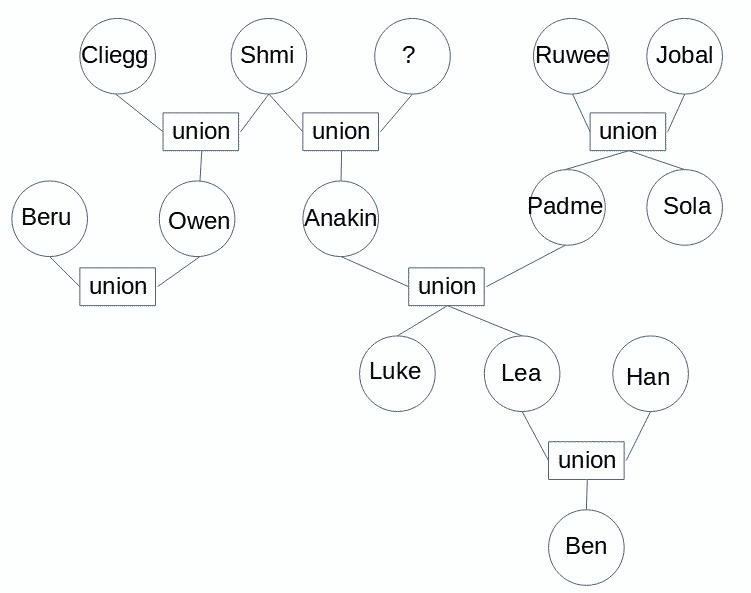 Cliegg
Shmi
?
Ruwee
Jobal
union
union
union
Beru
Owen
Anakin
Padme
Sola
union
union
Luke
Lea
Han
union
Ben